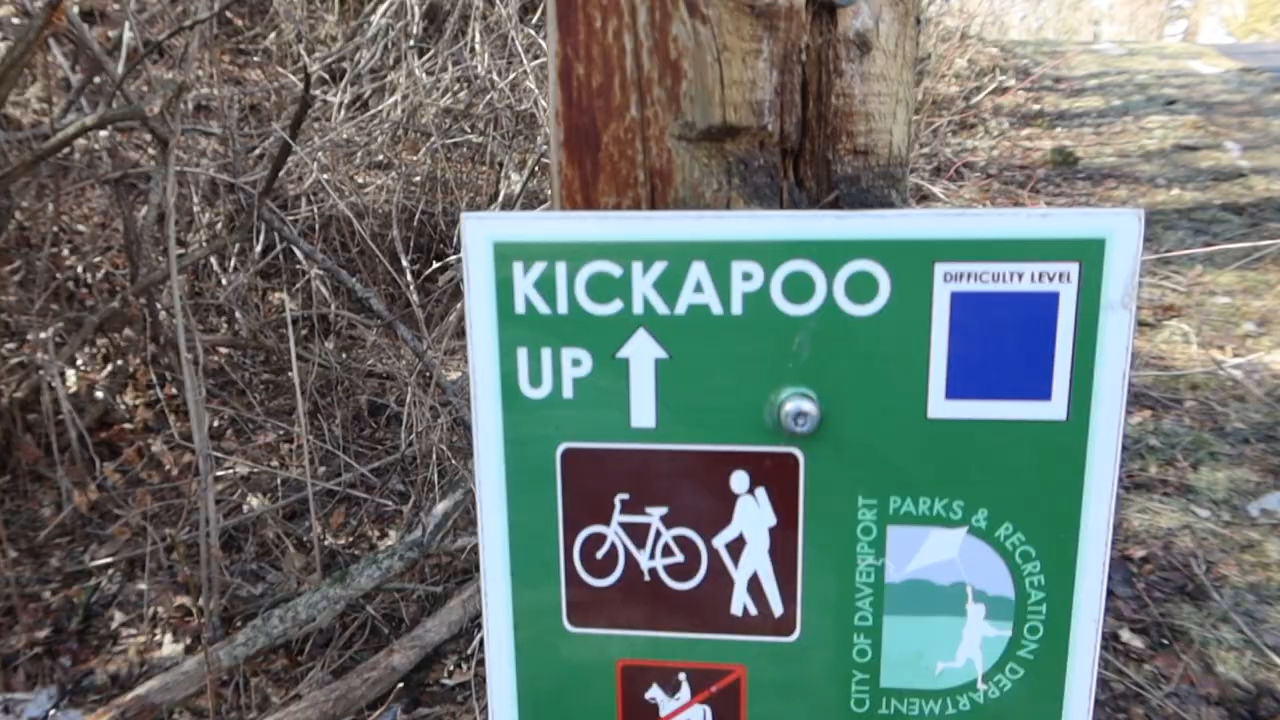 KICKAPOO
UP
DIFFICULTY LEVEL
CITY OF DAVENPORT
PARKS & RECREATION DEPARTMENT